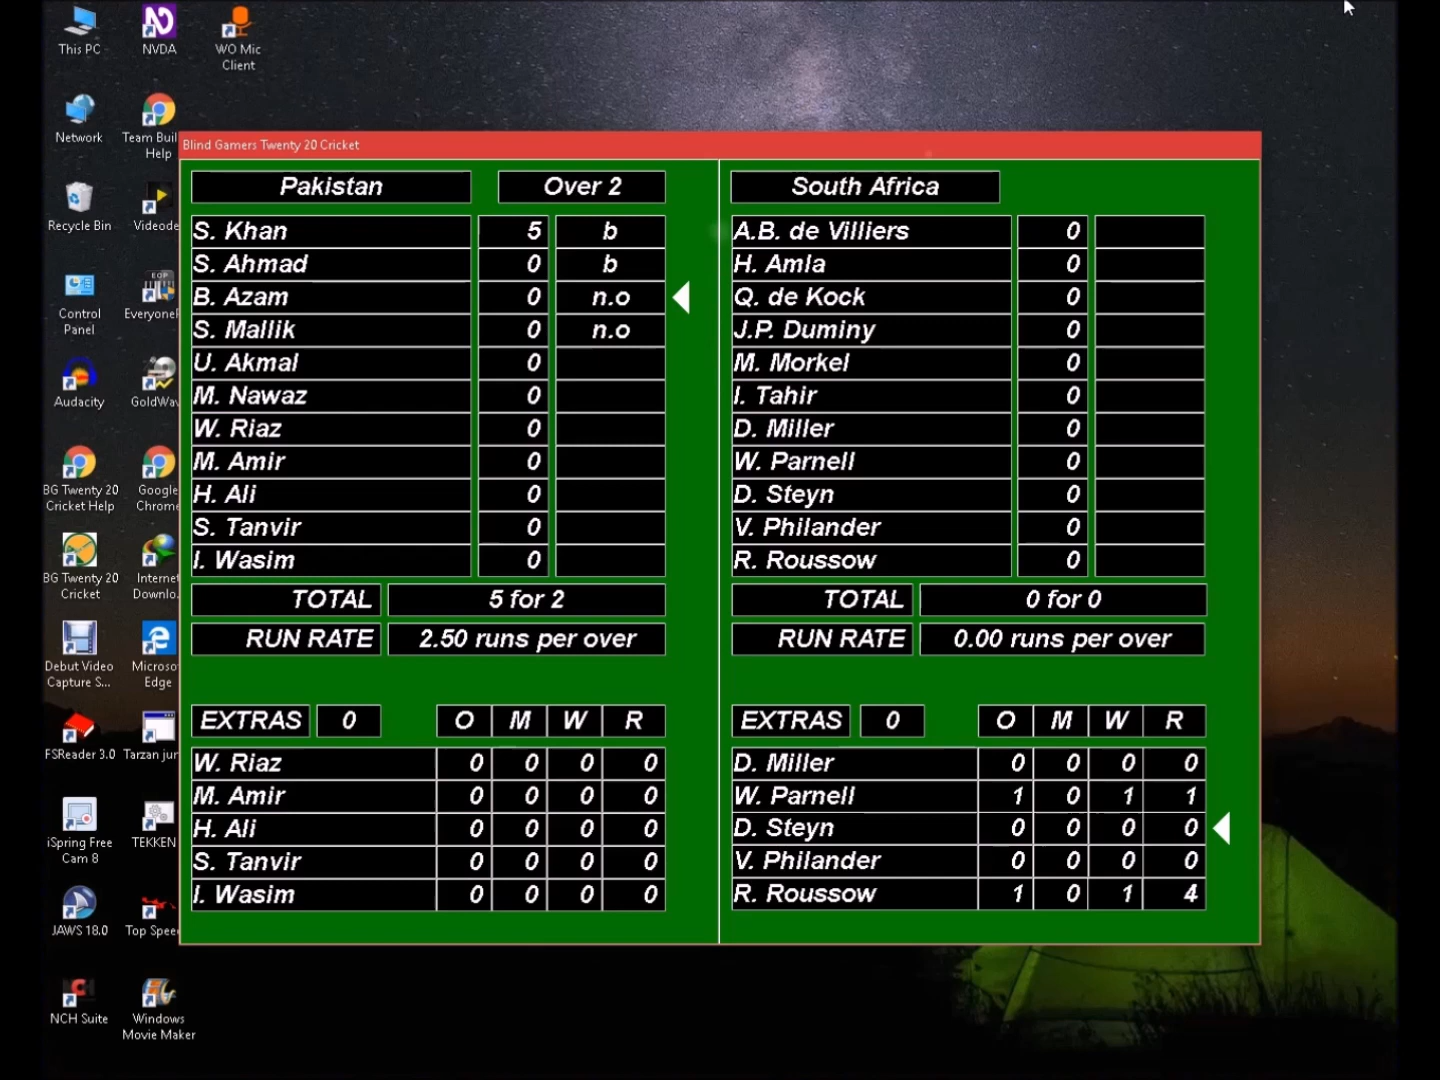 This PC
NVDA
WO Mic
Client
Network
Team Buil
Help
Recycle Bin
Videode
Control
Panel
EveryoneP
Audacity
GoldWav
BG Twenty 20
Cricket Help
Google
Chrome
BG Twenty 20
Cricket
Internet
Downlo...
Debut Video
Capture S...
Microsof
Edge
FSReader 3.0
Tarzan jun
iSpring Free
Cam 8
TEKKEN
JAWS 18.0
Top Spee
NCH Suite
Windows
Movie Maker
Blind Gamers Twenty 20 Cricket
Pakistan Over 2
S. Khan 5 b
S. Ahmad 0 b
B. Azam 0 n.o
S. Mallik 0 n.o
U. Akmal 0
M. Nawaz 0
W. Riaz 0
M. Amir 0
H. Ali 0
S. Tanvir 0
I. Wasim 0
TOTAL 5 for 2
RUN RATE 2.50 runs per over
EXTRAS 0 O M W R
W. Riaz 0 0 0 0
M. Amir 0 0 0 0
H. Ali 0 0 0 0
S. Tanvir 0 0 0 0
I. Wasim 0 0 0 0
South Africa
A.B. de Villiers 0
H. Amla 0
Q. de Kock 0
J.P. Duminy 0
M. Morkel 0
I. Tahir 0
D. Miller 0
W. Parnell 0
D. Steyn 0
V. Philander 0
R. Roussow 0
TOTAL 0 for 0
RUN RATE 0.00 runs per over
EXTRAS 0 O M W R
D. Miller 0 0 0 0
W. Parnell 1 0 1 1
D. Steyn 0 0 0 0
V. Philander 0 0 0 0
R. Roussow 1 0 1 4